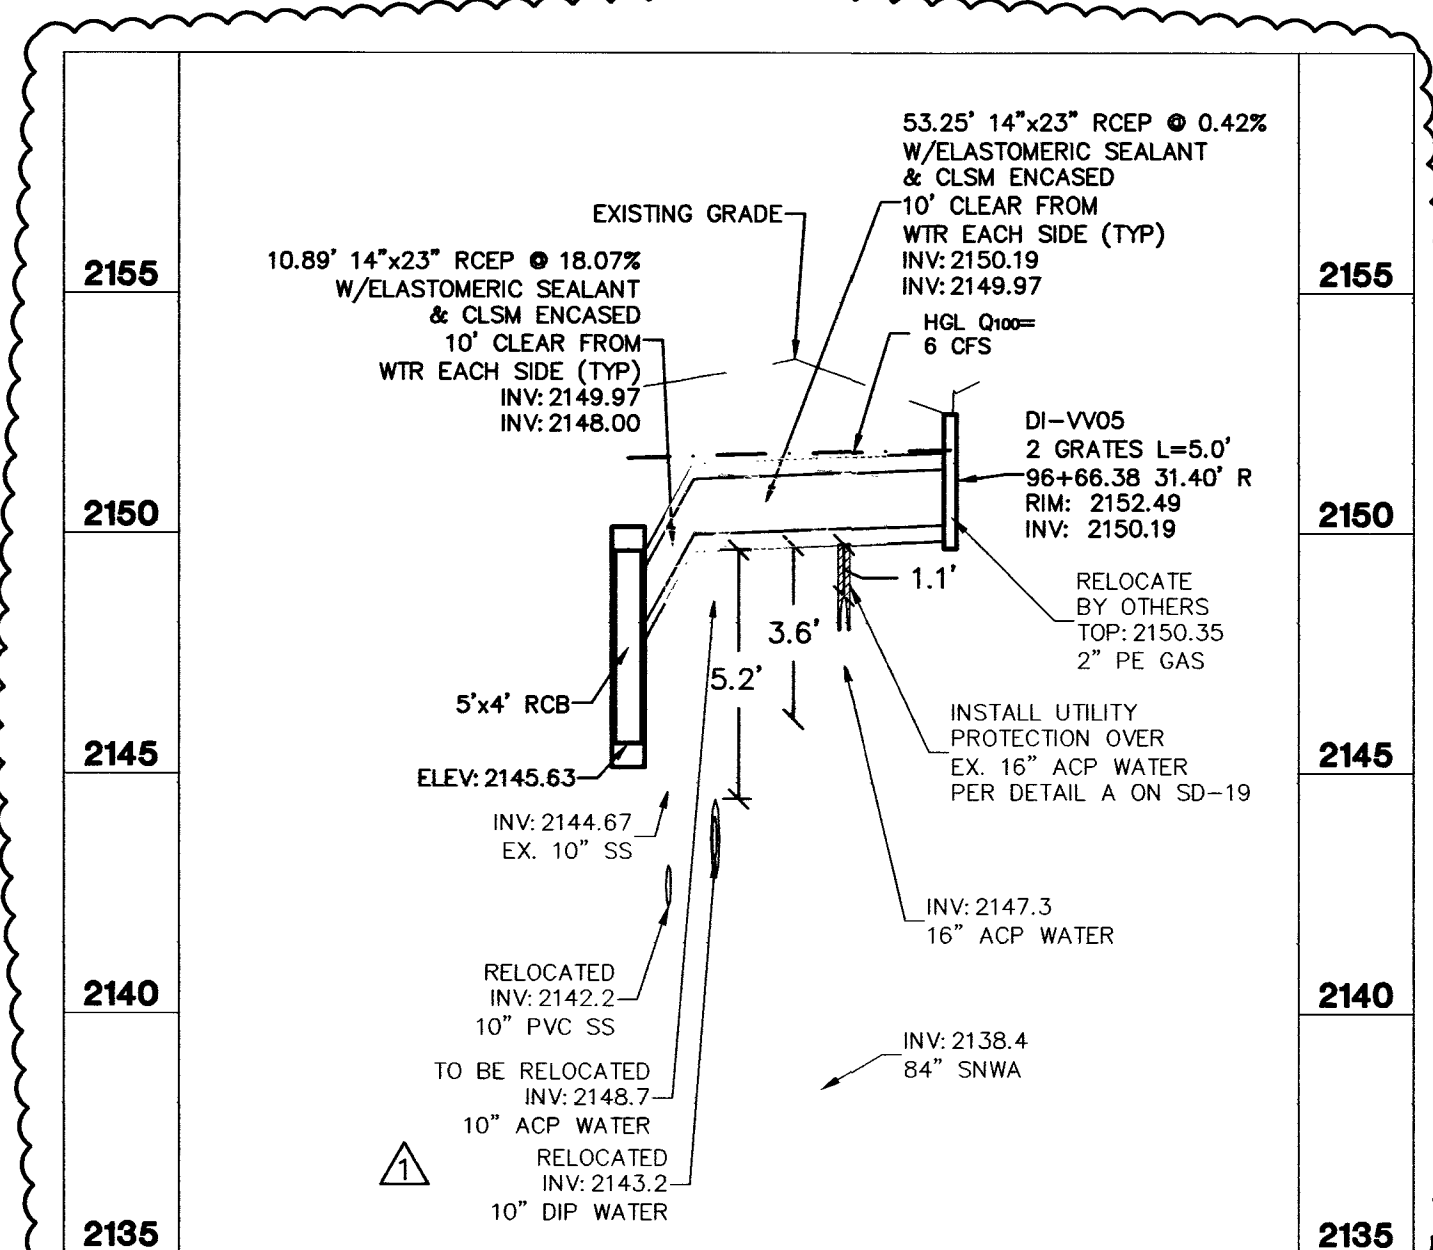 53.25' 14"x23" RCEP @ 0.42%
W/ELASTOMERIC SEALANT
& CLSM ENCASED
10' CLEAR FROM
WTR EACH SIDE (TYP)
INV: 2150.19
INV: 2149.97
EXISTING GRADE
10.89' 14"x23" RCEP @ 18.07%
W/ELASTOMERIC SEALANT
& CLSM ENCASED
10' CLEAR FROM
WTR EACH SIDE (TYP)
INV: 2149.97
INV: 2148.00
2155
2155
HGL Q100=
6 CFS
DI-VV05
2 GRATES L=5.0'
96+66.38 31.40' R
RIM: 2152.49
INV: 2150.19
2150
2150
1.1'
3.6'
5.2'
RELOCATE
BY OTHERS
TOP: 2150.35
2" PE GAS
5'x4' RCB
ELEV: 2145.63
INSTALL UTILITY
PROTECTION OVER
EX. 16" ACP WATER
PER DETAIL A ON SD-19
2145
2145
INV: 2144.67
EX. 10" SS
INV: 2147.3
16" ACP WATER
RELOCATED
INV: 2142.2
10" PVC SS
2140
2140
INV: 2138.4
84" SNWA
TO BE RELOCATED
INV: 2148.7
10" ACP WATER
1
RELOCATED
INV: 2143.2
10" DIP WATER
2135
2135